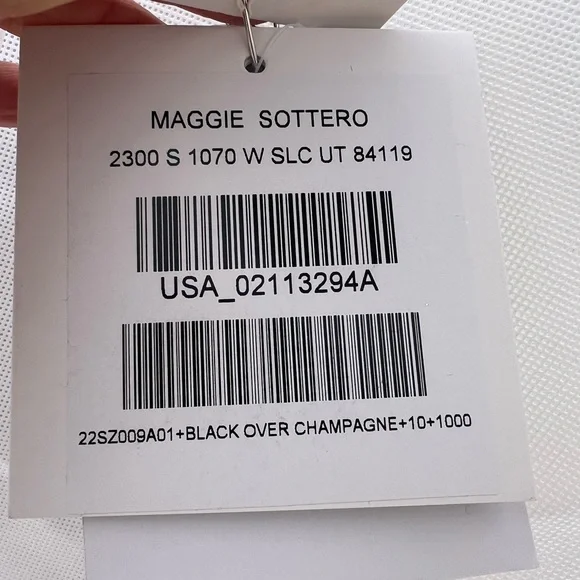 MAGGIE SOTTERO
2300 S 1070 W SLC UT 84119
USA_02113294A
22SZ009A01+BLACK OVER CHAMPAGNE+10+1000